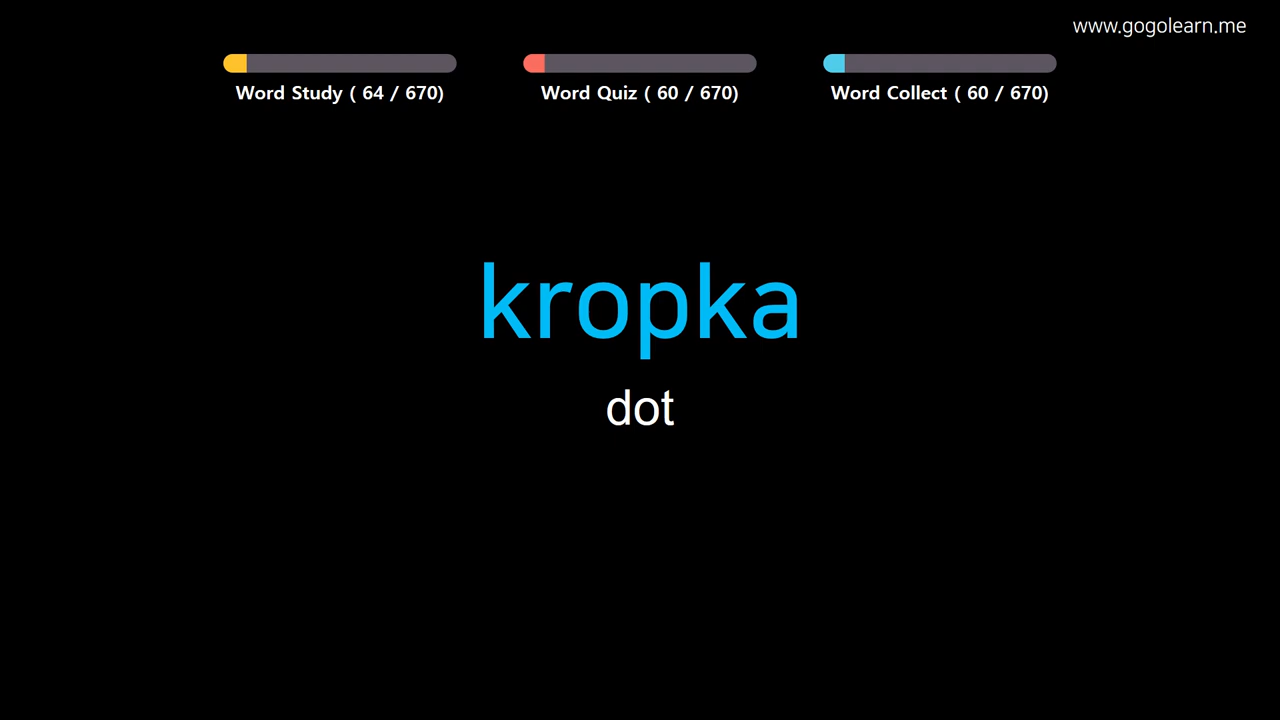 www.gogolearn.me
Word Study ( 64 / 670)
Word Quiz ( 60 / 670)
Word Collect ( 60 / 670)
kropka
dot